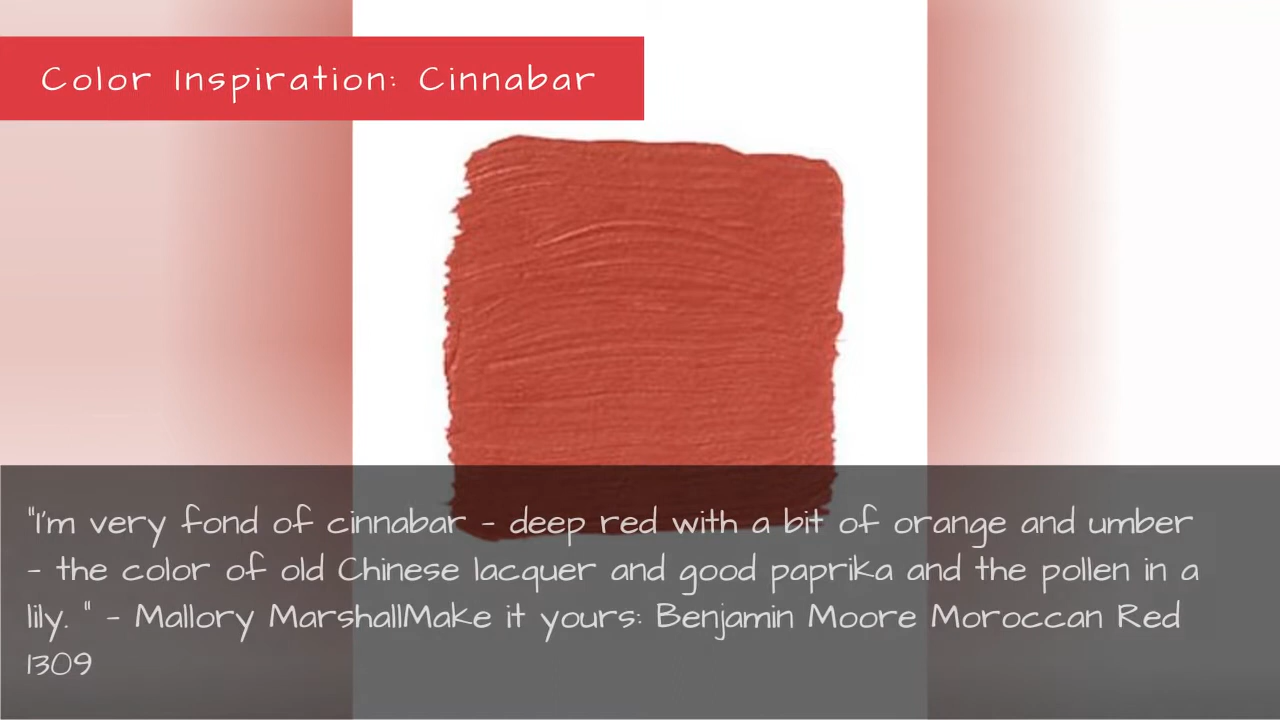 Color Inspiration: Cinnabar
"I'm very fond of cinnabar - deep red with a bit of orange and umber
- the color of old Chinese lacquer and good paprika and the pollen in a
lily. " - Mallory MarshallMake it yours: Benjamin Moore Moroccan Red
1309